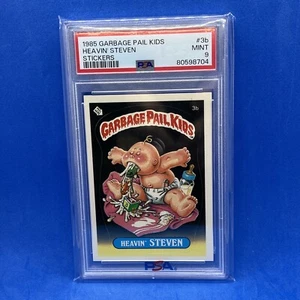 1985 GARBAGE PAIL KIDS #3b
HEAVIN' STEVEN MINT
STICKERS 9
PSA 80598704
3b
GARBAGE PAIL KIDS
HEAVIN' STEVEN
PSA